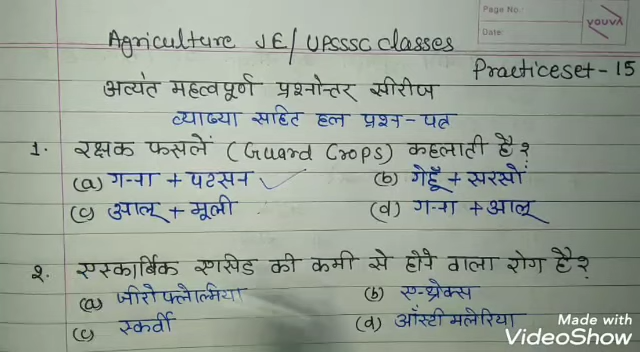 Page No.:
Date:
YOUVA
Agriculture JE/UPSSSC classes
Practice set - 15
अत्यंत महत्वपूर्ण प्रश्नोत्तर सीरीज
व्याख्या सहित हल प्रश्न-पत्र
1. रक्षक फसलें (Guard Crops) कहलाती है?
(a) गन्ना + पटसन ✓ (b) गेहूँ + सरसों
(c) आलू + मूली (d) गन्ना + आलू
2. एस्कार्बिक एसिड की कमी से होने वाला रोग है?
(a) जीरोफ्थेल्मिया (b) एन्थ्रेक्स
(c) स्कर्वी (d) ऑस्टीमलेरिया
Made with
VideoShow